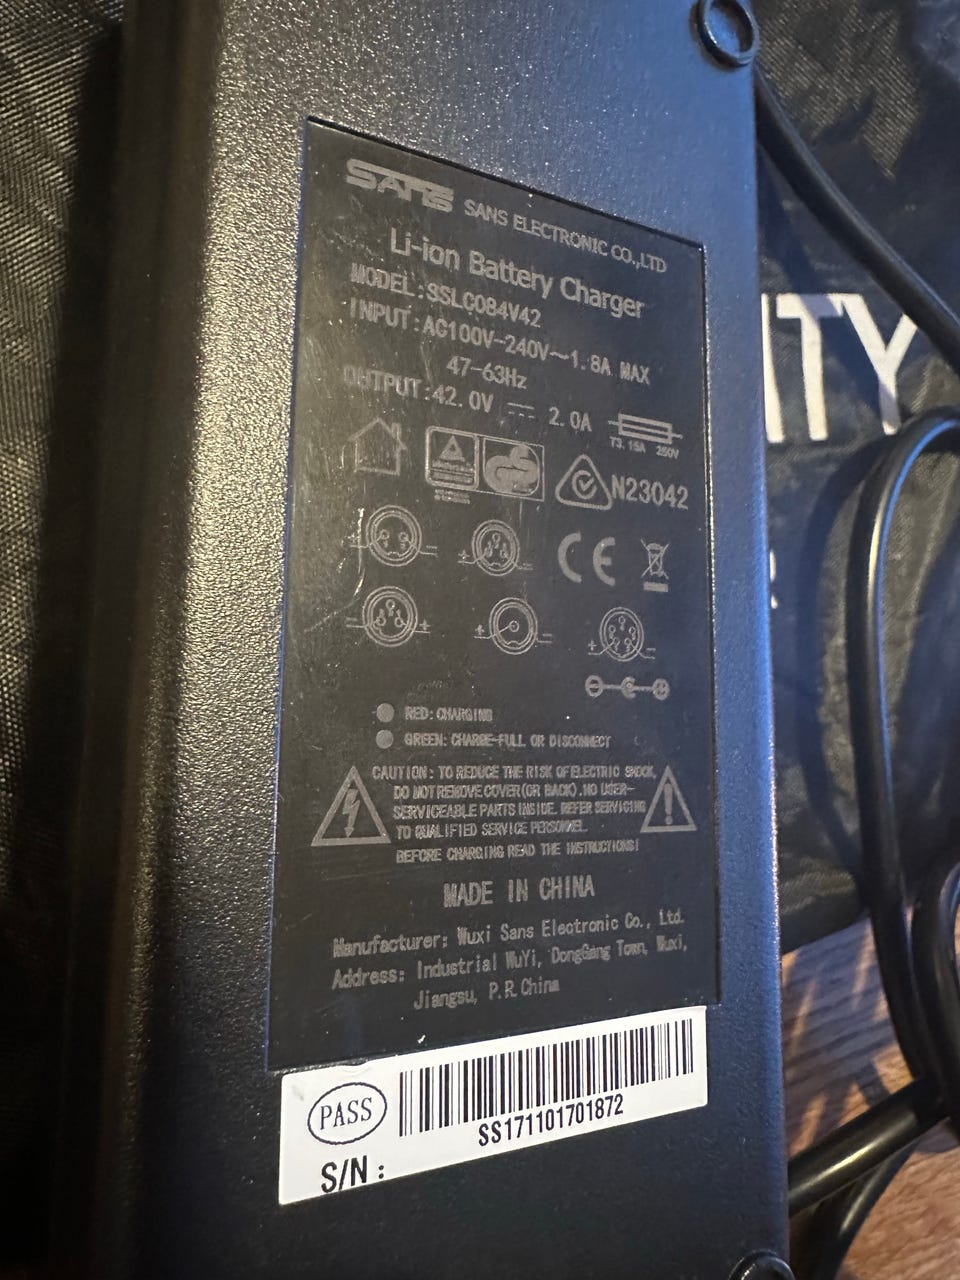 SANS SANS ELECTRONIC CO.,LTD
Li-ion Battery Charger
MODEL:SSLC084V42
INPUT:AC100V-240V~1.8A MAX
47-63Hz
OUTPUT:42.0V ⎓ 2.0A
T3.15A 250V
N23042
CE
+ - + -
- + + - + -
RED:CHARGING
GREEN: CHARGE-FULL OR DISCONNECT
CAUTION: TO REDUCE THE RISK OF ELECTRIC SHOCK,
DO NOT REMOVE COVER(OR BACK).NO USER-
SERVICEABLE PARTS INSIDE. REFER SERVICING
TO QUALIFIED SERVICE PERSONNEL.
BEFORE CHARGING READ THE INSTRUCTIONS!
MADE IN CHINA
Manufacturer: Wuxi Sans Electronic Co., Ltd.
Address: Industrial WuYi, DongGang Town, Wuxi,
Jiangsu, P.R.China
PASS
SS171101701872
S/N:
ITY